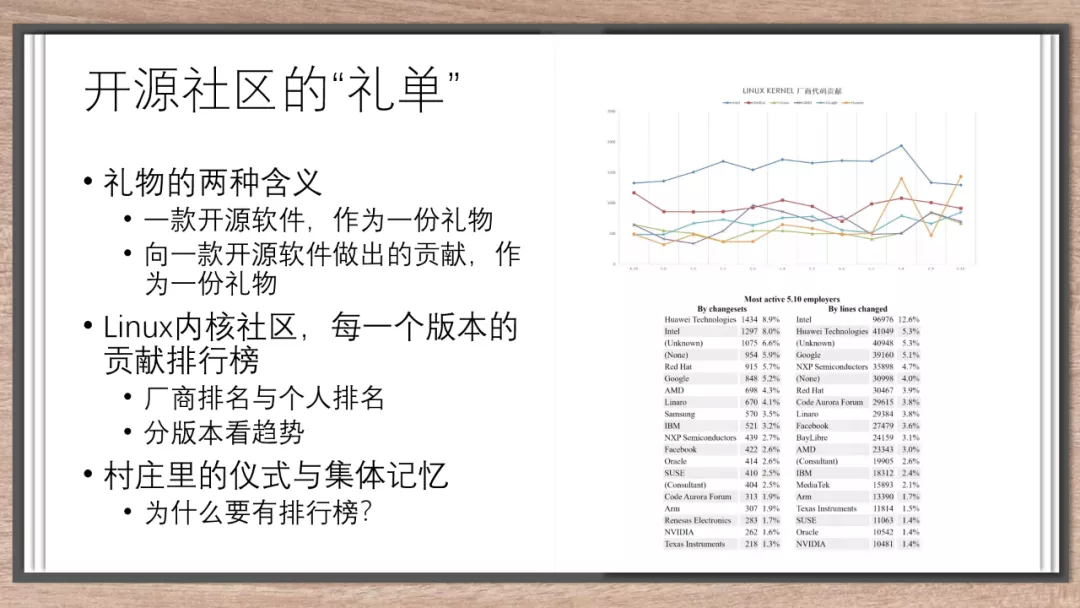 开源社区的“礼单”
• 礼物的两种含义
• 一款开源软件，作为一份礼物
• 向一款开源软件做出的贡献，作
为一份礼物
• Linux内核社区，每一个版本的
贡献排行榜
• 厂商排名与个人排名
• 分版本看趋势
• 村庄里的仪式与集体记忆
• 为什么要有排行榜?
LINUX KERNEL 厂商代码贡献
Most active 5.10 employers
By changesets By lines changed
Huawei Technologies 1434 8.9% Intel 96976 12.6%
Intel 1297 8.0% Huawei Technologies 41049 5.3%
(Unknown) 1075 6.6% (Unknown) 40948 5.3%
(None) 954 5.9% Google 39160 5.1%
Red Hat 915 5.7% NXP Semiconductors 35898 4.7%
Google 848 5.2% (None) 30998 4.0%
AMD 698 4.3% Red Hat 30467 3.9%
Linaro 670 4.1% Code Aurora Forum 29615 3.8%
Samsung 570 3.5% Linaro 29384 3.8%
IBM 521 3.2% Facebook 27479 3.6%
NXP Semiconductors 439 2.7% BayLibre 24159 3.1%
Facebook 422 2.6% AMD 23343 3.0%
Oracle 414 2.6% (Consultant) 19905 2.6%
SUSE 410 2.5% IBM 18312 2.4%
(Consultant) 404 2.5% MediaTek 15893 2.1%
Code Aurora Forum 313 1.9% Arm 13390 1.7%
Arm 307 1.9% Texas Instruments 11814 1.5%
Renesas Electronics 283 1.7% SUSE 11063 1.4%
NVIDIA 262 1.6% Oracle 10542 1.4%
Texas Instruments 218 1.3% NVIDIA 10481 1.4%